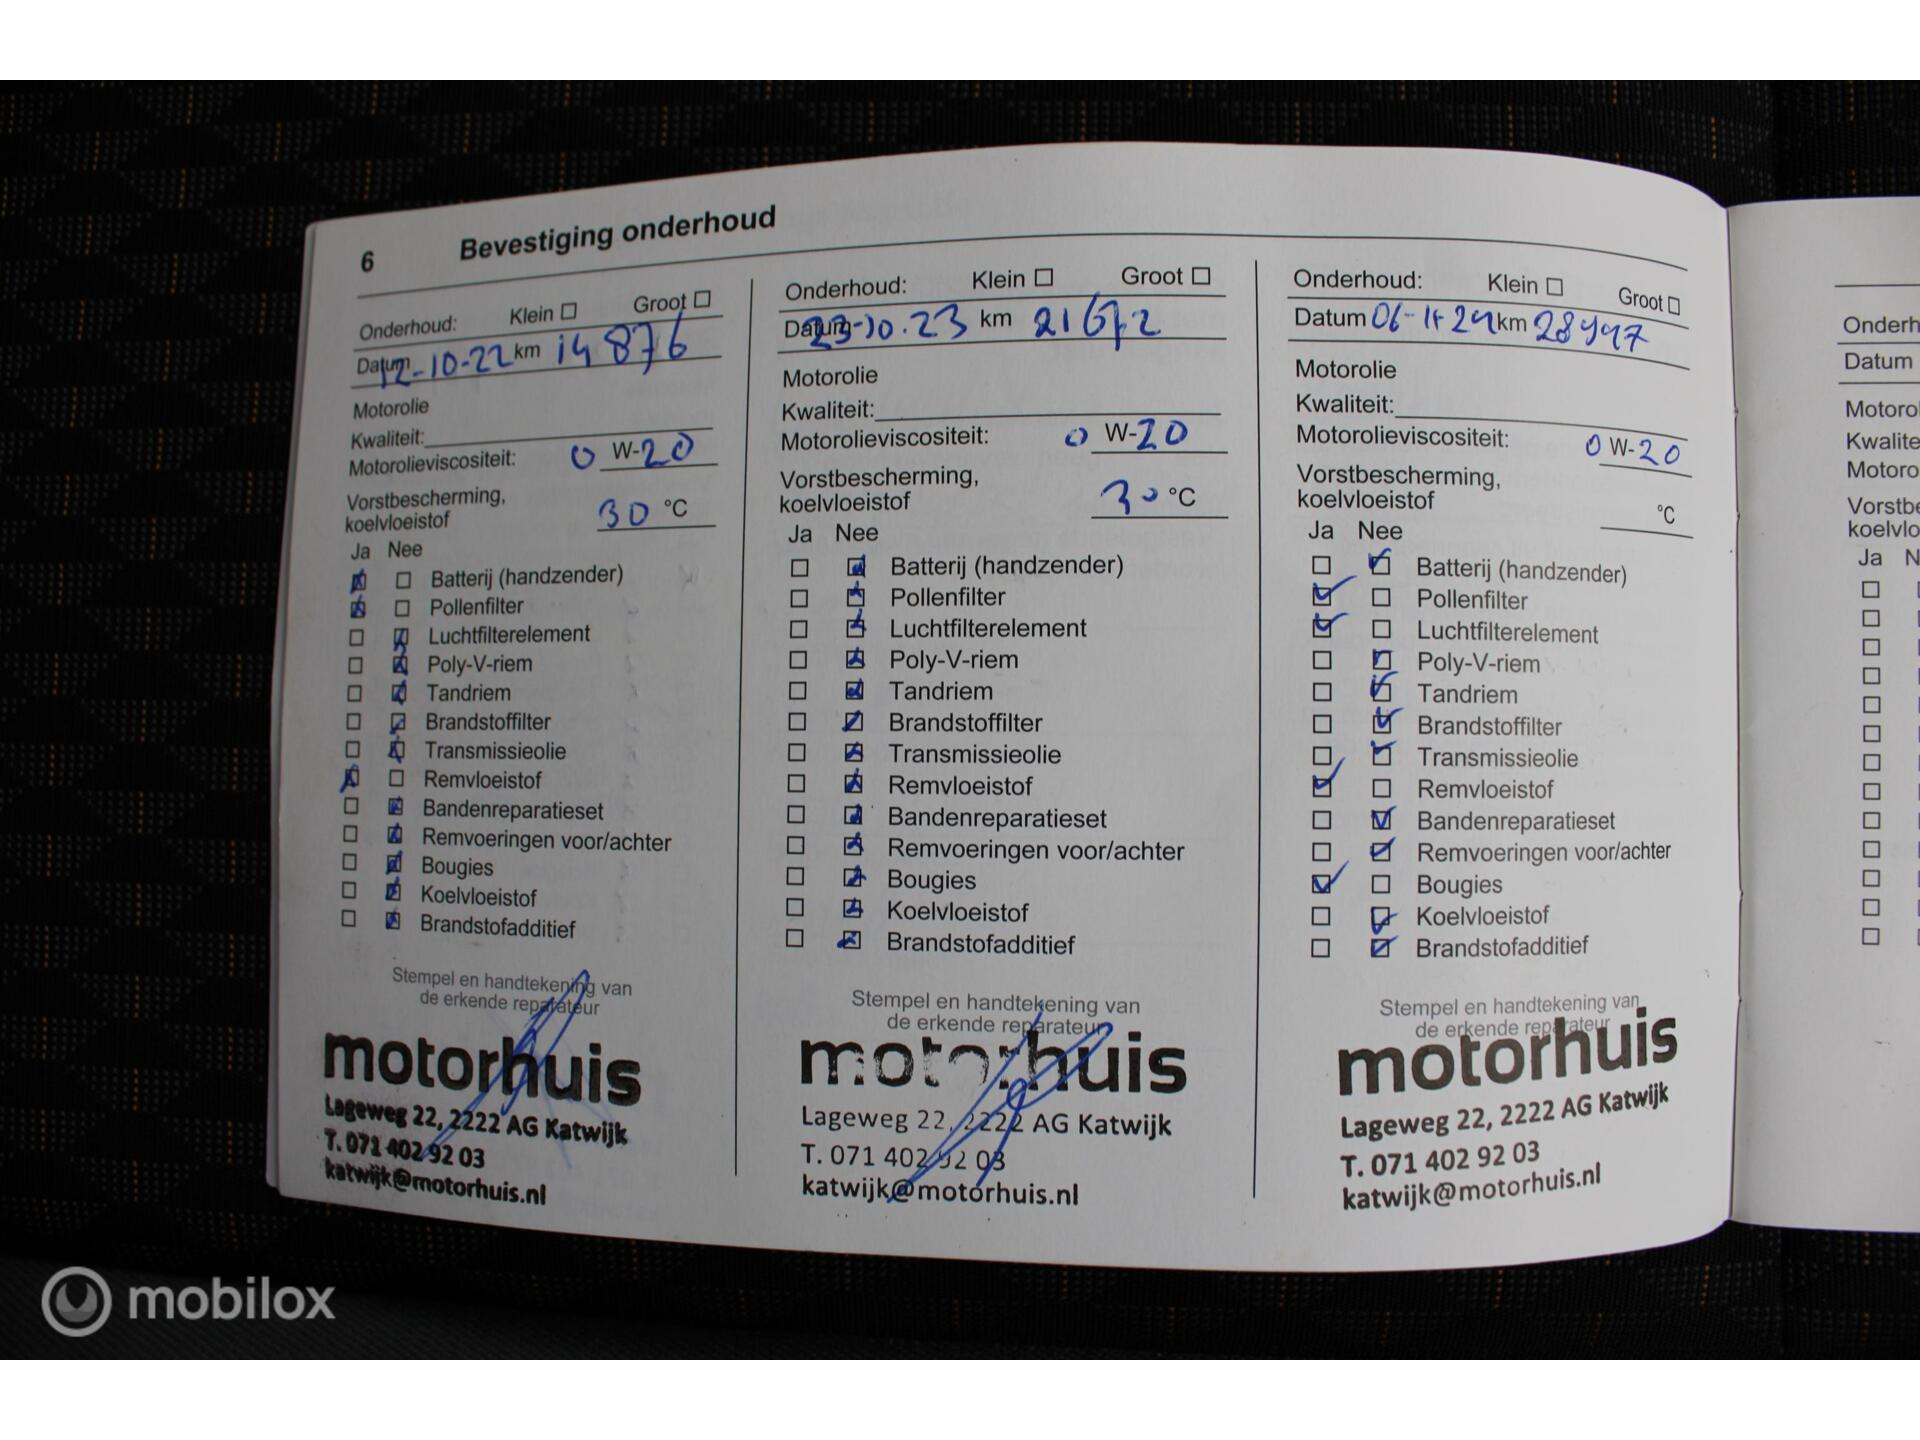 6 Bevestiging onderhoud
Onderhoud: Klein Groot
Datum 12-10-22 km 14876
Motorolie
Kwaliteit:
Motorolieviscositeit: 0 W-20
Vorstbescherming,
koelvloeistof 30 °C
Ja Nee
Batterij (handzender)
Pollenfilter
Luchtfilterelement
Poly-V-riem
Tandriem
Brandstoffilter
Transmissieolie
Remvloeistof
Bandenreparatieset
Remvoeringen voor/achter
Bougies
Koelvloeistof
Brandstofadditief
Stempel en handtekening van
de erkende reparateur
motorhuis
Lageweg 22, 2222 AG Katwijk
T. 071 402 92 03
katwijk@motorhuis.nl
Onderhoud: Klein Groot
Datum 23-10.23 km
Motorolie
Kwaliteit:
Motorolieviscositeit: 0 W-20
Vorstbescherming,
koelvloeistof 30 °C
Ja Nee
Batterij (handzender)
Pollenfilter
Luchtfilterelement
Poly-V-riem
Tandriem
Brandstoffilter
Transmissieolie
Remvloeistof
Bandenreparatieset
Remvoeringen voor/achter
Bougies
Koelvloeistof
Brandstofadditief
Stempel en handtekening van
de erkende reparateur
motorhuis
Lageweg 22, 2222 AG Katwijk
T. 071 402 92 03
katwijk@motorhuis.nl
Onderhoud: Klein Groot
Datum km
Motorolie
Kwaliteit:
Motorolieviscositeit: 0 W-20
Vorstbescherming,
koelvloeistof °C
Ja Nee
Batterij (handzender)
Pollenfilter
Luchtfilterelement
Poly-V-riem
Tandriem
Brandstoffilter
Transmissieolie
Remvloeistof
Bandenreparatieset
Remvoeringen voor/achter
Bougies
Koelvloeistof
Brandstofadditief
Stempel en handtekening van
de erkende reparateur
motorhuis
Lageweg 22, 2222 AG Katwijk
T. 071 402 92 03
katwijk@motorhuis.nl
Onderh
Datum
Motorol
Kwalite
Motoro
Vorstbe
koelvlo
Ja N
mobilox